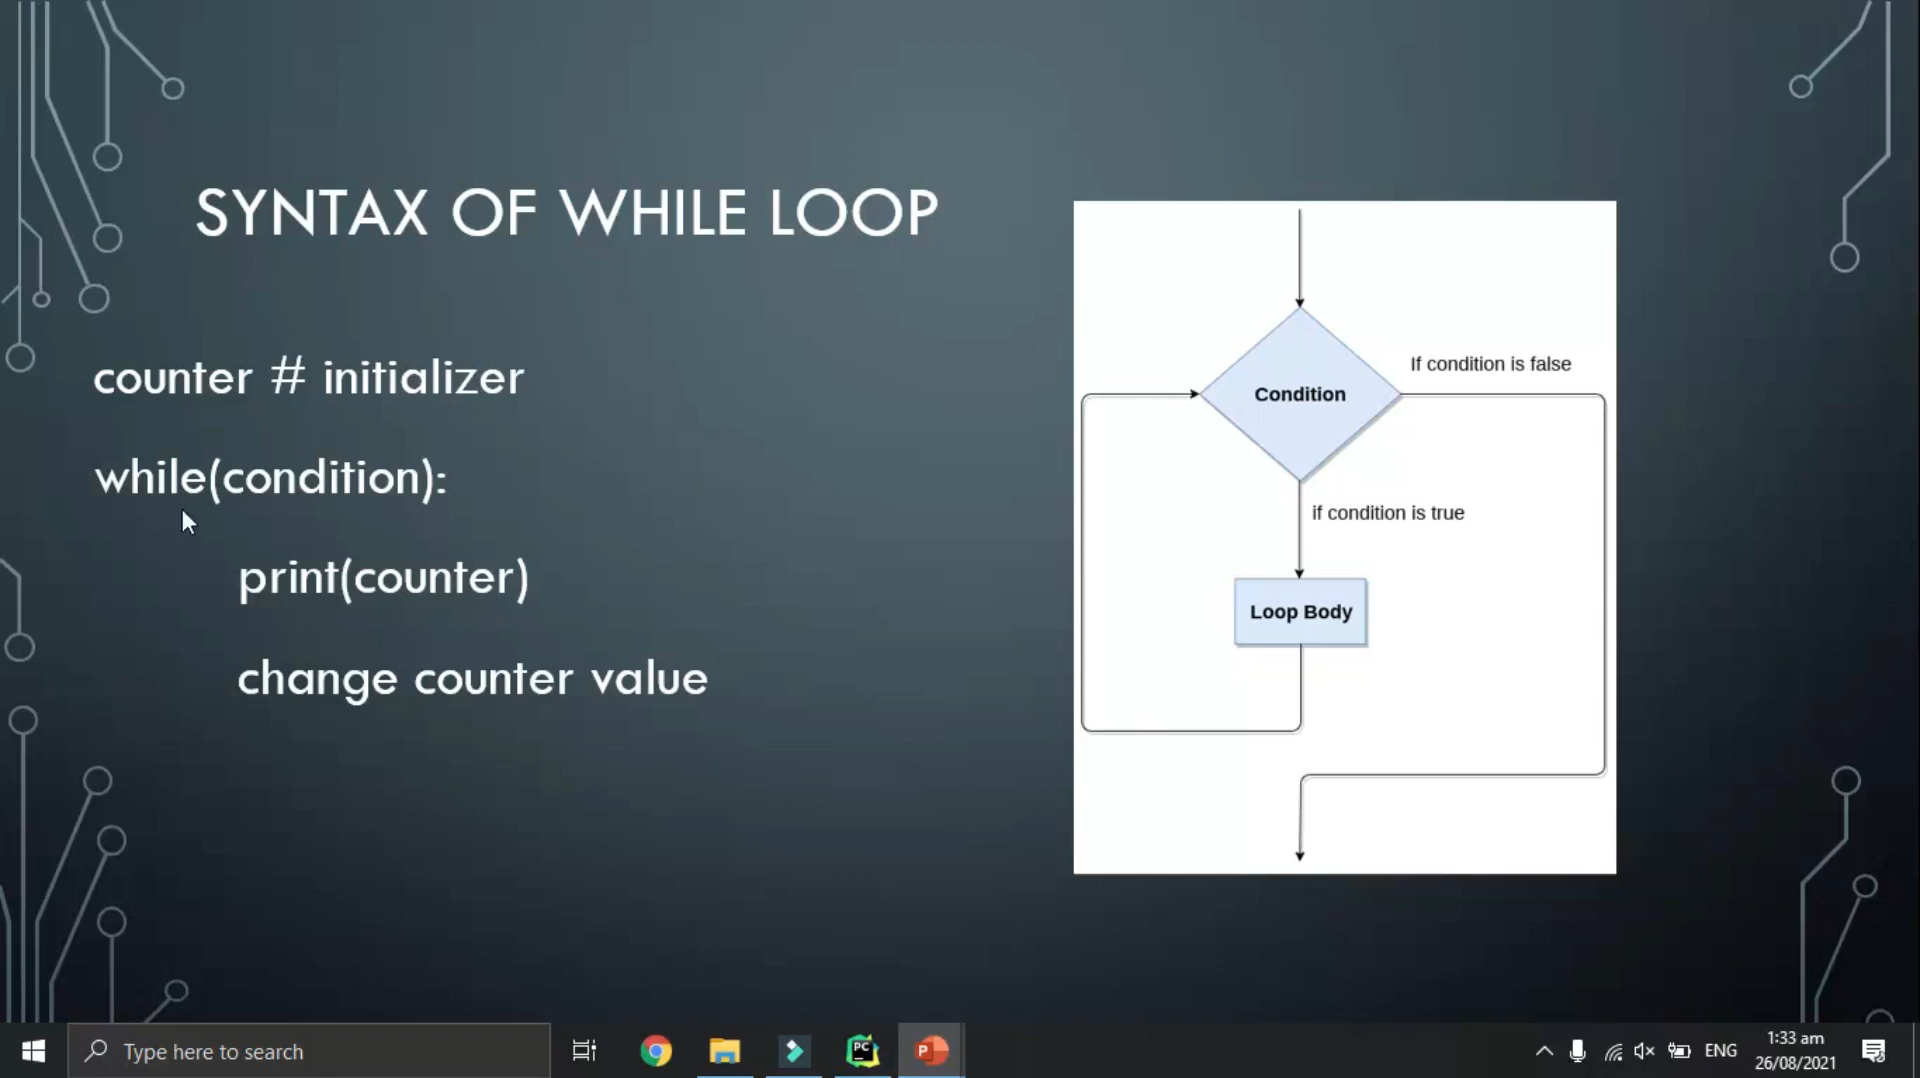 SYNTAX OF WHILE LOOP
counter # initializer
while(condition):
print(counter)
change counter value
If condition is false
Condition
if condition is true
Loop Body
Type here to search
PC
P
ENG
1:33 am
26/08/2021